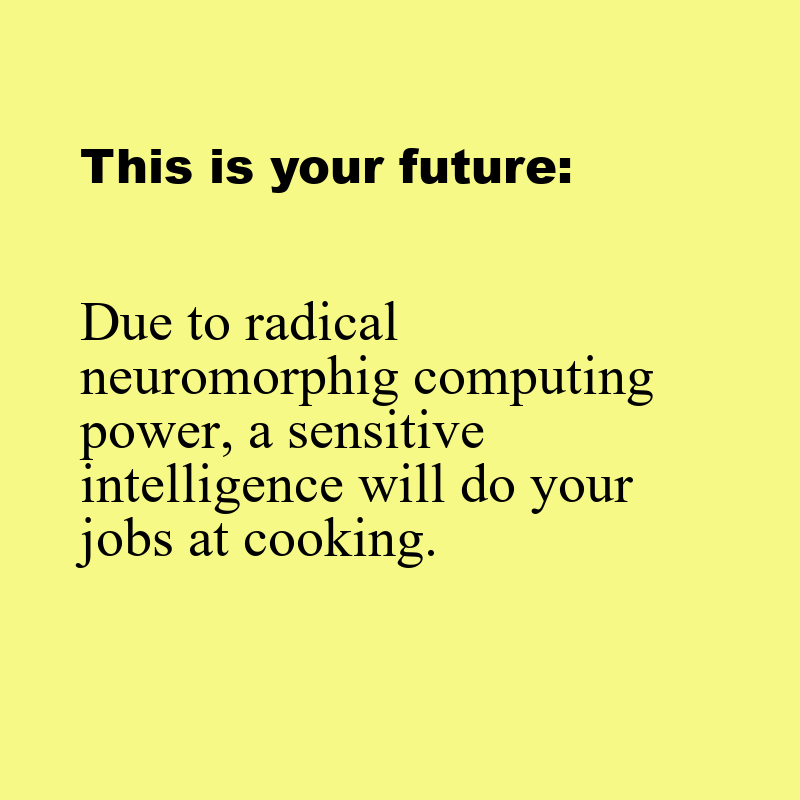 This is your future:
Due to radical
neuromorphig computing
power, a sensitive
intelligence will do your
jobs at cooking.